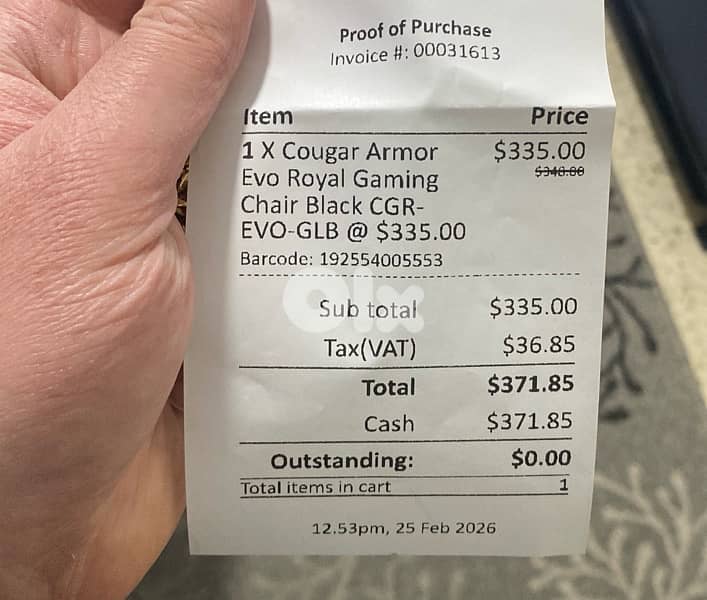 Proof of Purchase
Invoice #: 00031613
Item Price
1 X Cougar Armor $335.00
Evo Royal Gaming $340.00
Chair Black CGR-
EVO-GLB @ $335.00
Barcode: 192554005553
Sub total $335.00
Tax(VAT) $36.85
Total $371.85
Cash $371.85
Outstanding: $0.00
Total items in cart 1
12.53pm, 25 Feb 2026
olx